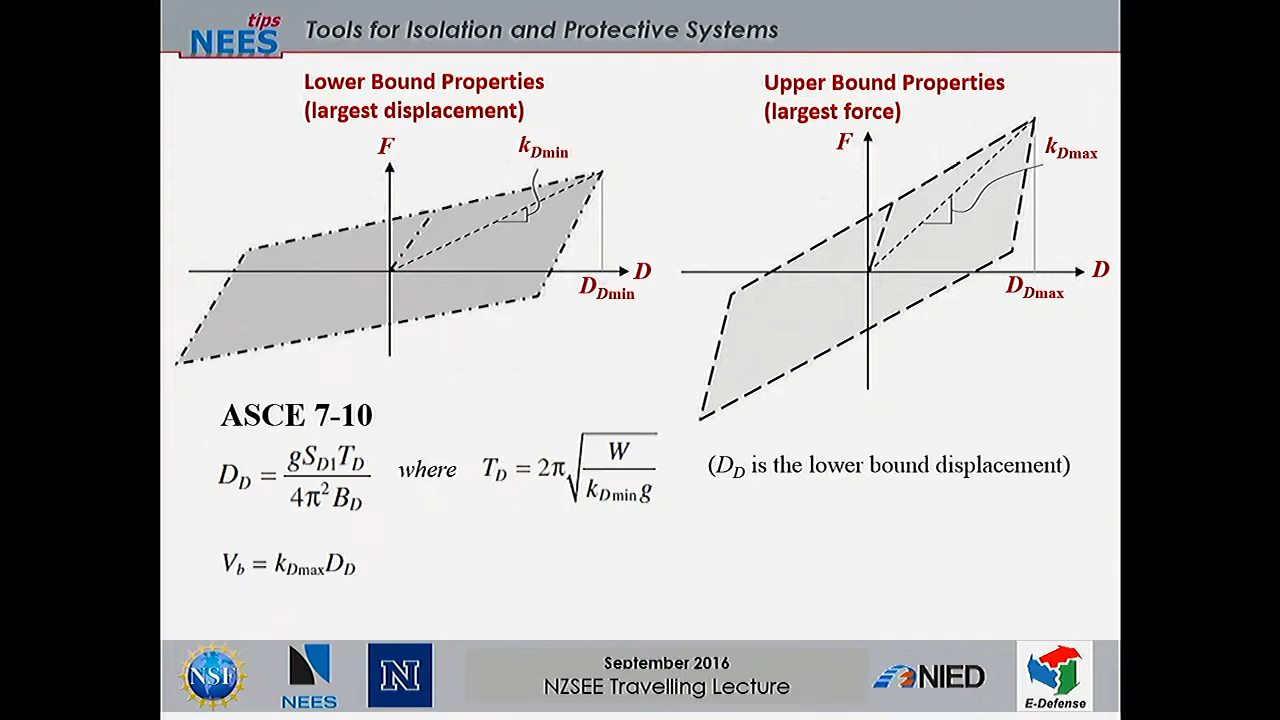 tips
NEES
Tools for Isolation and Protective Systems
Lower Bound Properties
(largest displacement)
Upper Bound Properties
(largest force)
F
k_Dmin
D
D_Dmin
F
k_Dmax
D
D_Dmax
ASCE 7-10
D_D = gS_D1T_D / 4π²B_D where T_D = 2π√(W / k_Dmin g) (D_D is the lower bound displacement)
V_b = k_Dmax D_D
NSF
NEES
N
September 2016
NZSEE Travelling Lecture
NIED
E-Defense